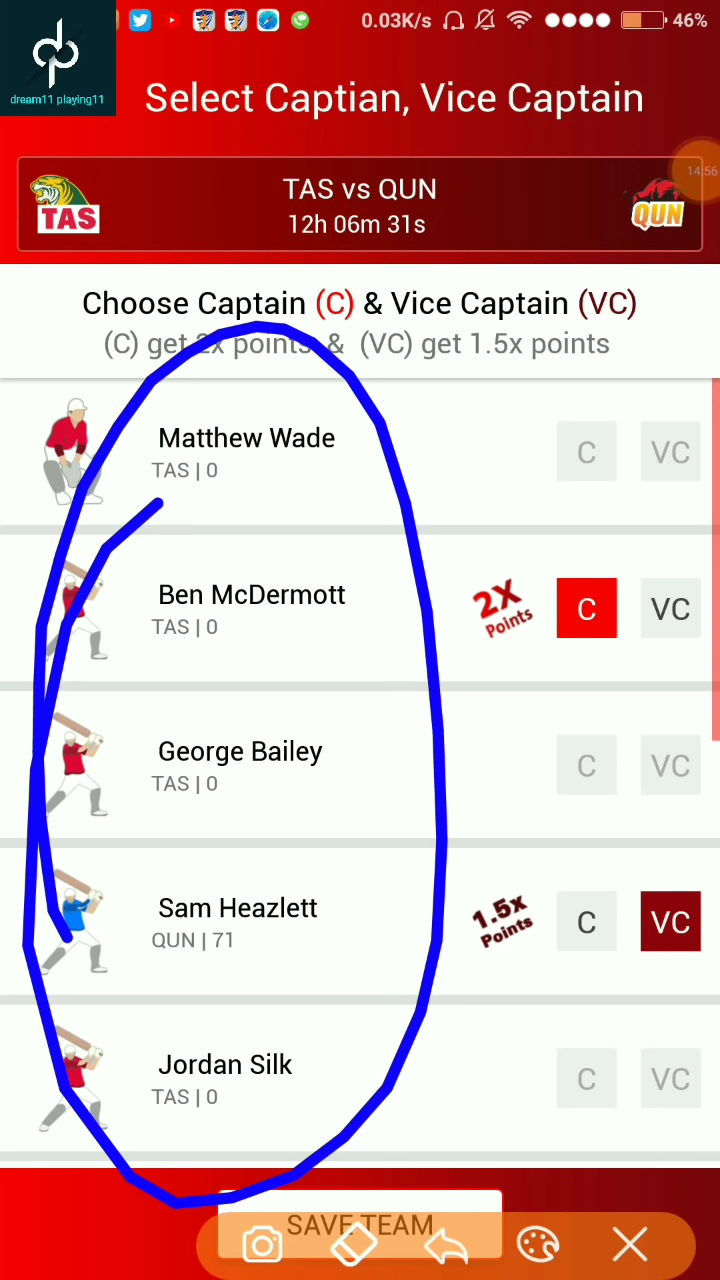 0.03K/s
46%
dream11 playing11
Select Captian, Vice Captain
14:56
TAS
TAS vs QUN
12h 06m 31s
QUN
Choose Captain (C) & Vice Captain (VC)
(C) get 2x points & (VC) get 1.5x points
Matthew Wade
TAS | 0
C VC
Ben McDermott
TAS | 0
2X Points
C VC
George Bailey
TAS | 0
C VC
Sam Heazlett
QUN | 71
1.5x Points
C VC
Jordan Silk
TAS | 0
C VC
SAVE TEAM